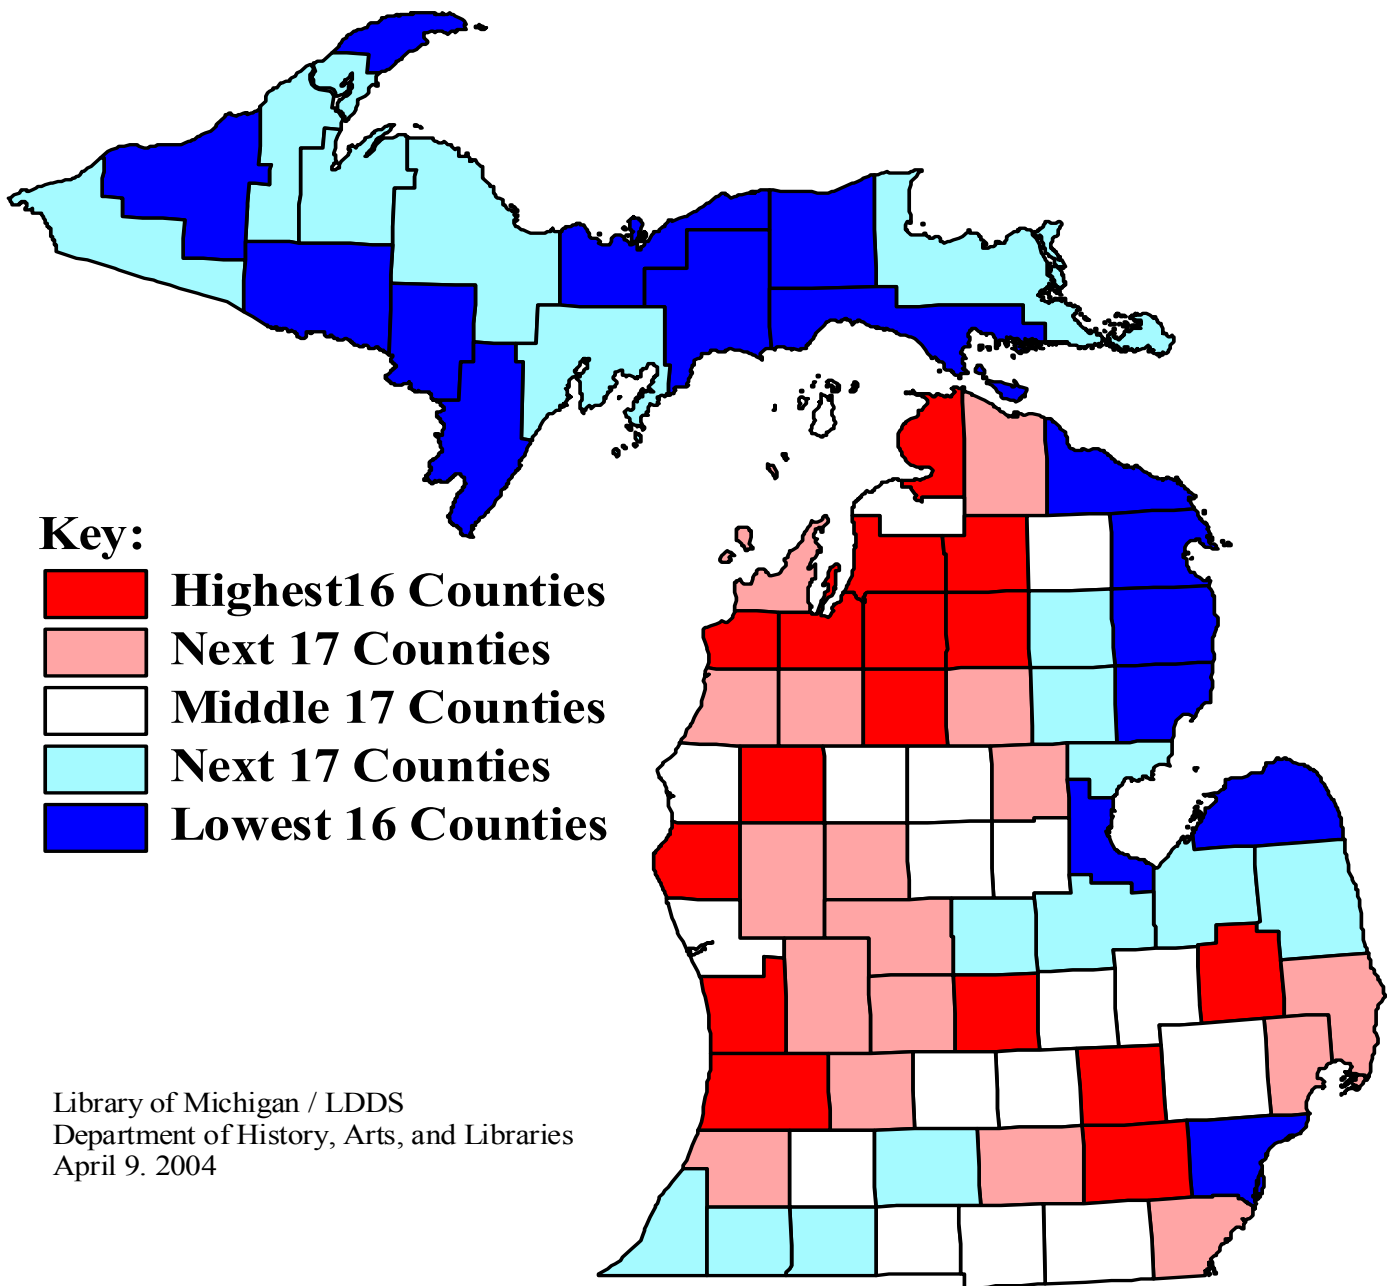 Key:
Highest16 Counties
Next 17 Counties
Middle 17 Counties
Next 17 Counties
Lowest 16 Counties
Library of Michigan / LDDS
Department of History, Arts, and Libraries
April 9. 2004